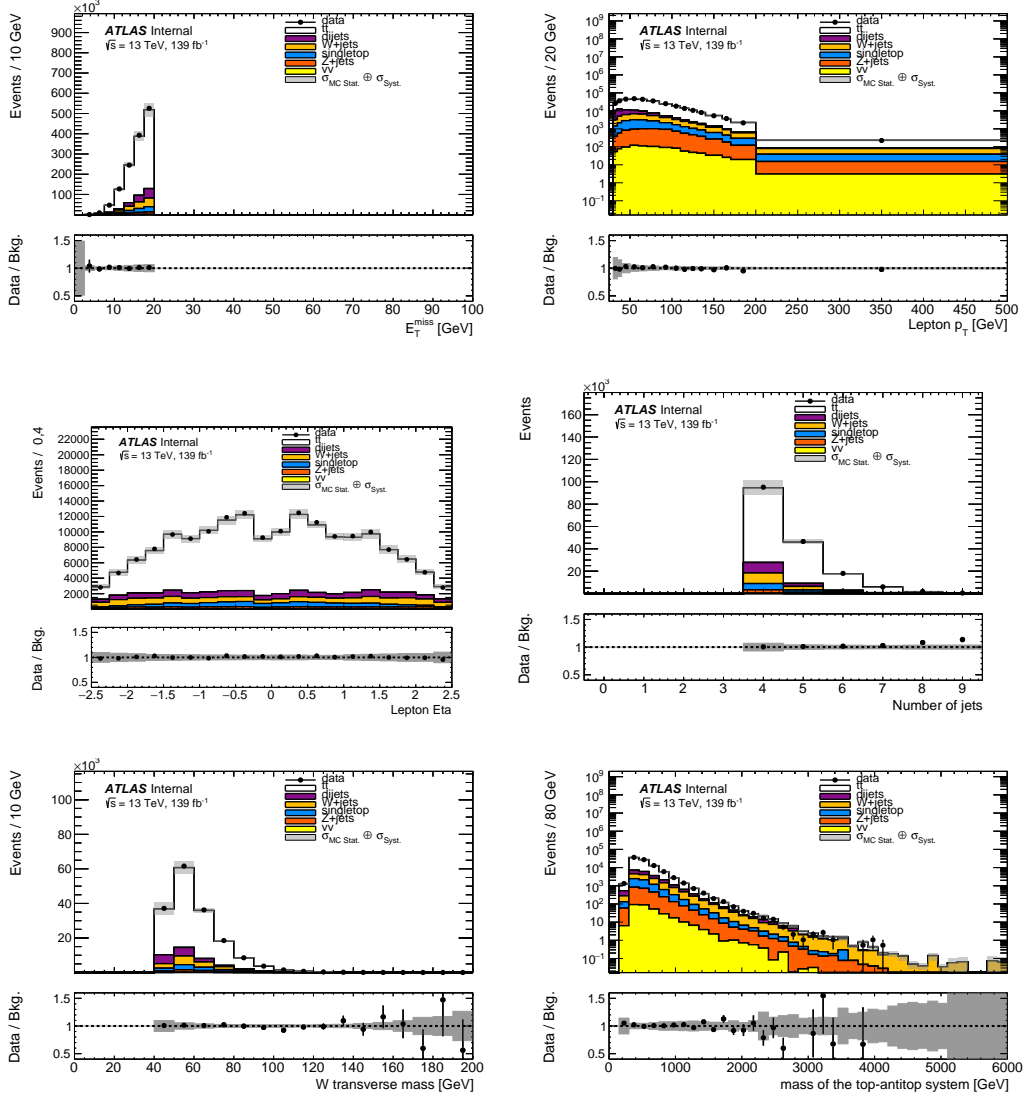 ×10³
Events / 10 GeV
900
800
700
600
500
400
300
200
100
ATLAS Internal
√s = 13 TeV, 139 fb⁻¹
data
tt
dijets
W+jets
singletop
Z+jets
vv
σMC Stat. ⊕ σSyst.
Data / Bkg.
1.5
1
0.5
0 10 20 30 40 50 60 70 80 90 100
E_T^miss [GeV]
Events / 20 GeV
10⁹
10⁸
10⁷
10⁶
10⁵
10⁴
10³
10²
10
1
10⁻¹
ATLAS Internal
√s = 13 TeV, 139 fb⁻¹
data
tt
dijets
W+jets
singletop
Z+jets
vv
σMC Stat. ⊕ σSyst.
Data / Bkg.
1.5
1
0.5
50 100 150 200 250 300 350 400 450 500
Lepton p_T [GeV]
Events / 0,4
22000
20000
18000
16000
14000
12000
10000
8000
6000
4000
2000
ATLAS Internal
√s = 13 TeV, 139 fb⁻¹
data
tt
dijets
W+jets
singletop
Z+jets
vv
σMC Stat. ⊕ σSyst.
Data / Bkg.
1.5
1
0.5
−2.5 −2 −1.5 −1 −0.5 0 0.5 1 1.5 2 2.5
Lepton Eta
×10³
Events
160
140
120
100
80
60
40
20
ATLAS Internal
√s = 13 TeV, 139 fb⁻¹
data
tt
dijets
W+jets
singletop
Z+jets
vv
σMC Stat. ⊕ σSyst.
Data / Bkg.
1.5
1
0.5
0 1 2 3 4 5 6 7 8 9
Number of jets
×10³
Events / 10 GeV
100
80
60
40
20
ATLAS Internal
√s = 13 TeV, 139 fb⁻¹
data
tt
dijets
W+jets
singletop
Z+jets
vv
σMC Stat. ⊕ σSyst.
Data / Bkg.
1.5
1
0.5
0 20 40 60 80 100 120 140 160 180 200
W transverse mass [GeV]
Events / 80 GeV
10⁹
10⁸
10⁷
10⁶
10⁵
10⁴
10³
10²
10
1
10⁻¹
ATLAS Internal
√s = 13 TeV, 139 fb⁻¹
data
tt
dijets
W+jets
singletop
Z+jets
vv
σMC Stat. ⊕ σSyst.
Data / Bkg.
1.5
1
0.5
0 1000 2000 3000 4000 5000 6000
mass of the top-antitop system [GeV]